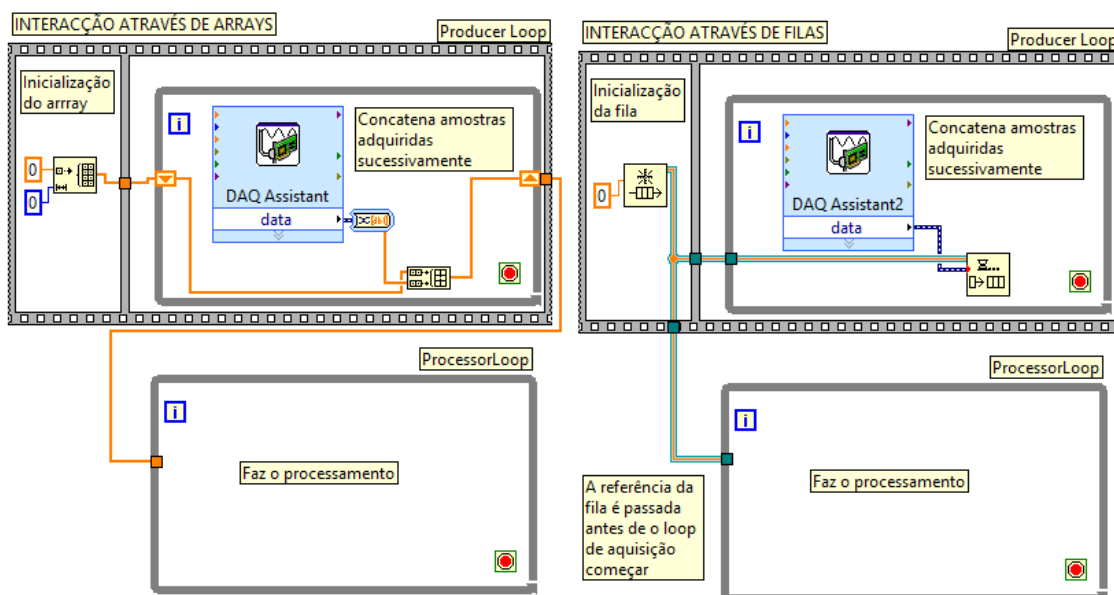 INTERACÇÃO ATRAVÉS DE ARRAYS
Producer Loop
Inicialização
do arrray
i
DAQ Assistant
data
Concatena amostras
adquiridas
sucessivamente
0
0
ProcessorLoop
i
Faz o processamento
INTERACÇÃO ATRAVÉS DE FILAS
Producer Loop
Inicialização
da fila
i
DAQ Assistant2
data
Concatena amostras
adquiridas
sucessivamente
0
ProcessorLoop
i
Faz o processamento
A referência da
fila é passada
antes de o loop
de aquisição
começar